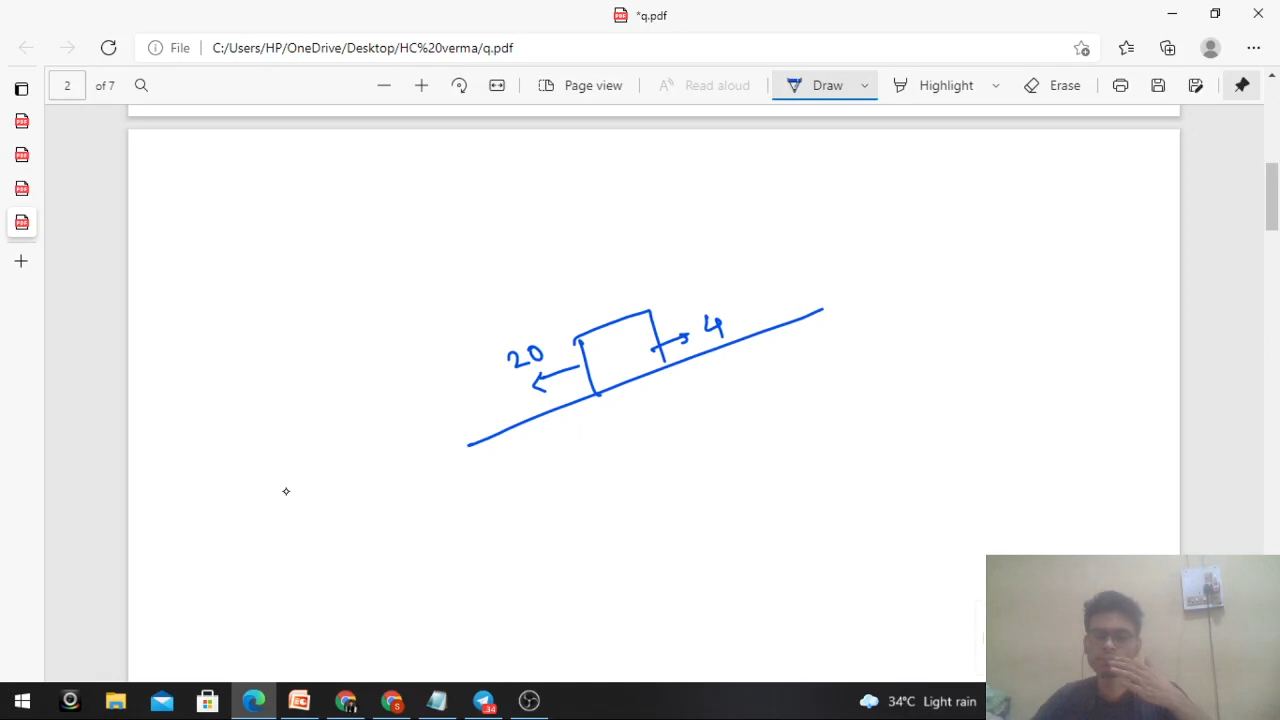 *q.pdf
File C:/Users/HP/OneDrive/Desktop/HC%20verma/q.pdf
2 of 7 Page view Read aloud Draw Highlight Erase
4
20
34°C Light rain
34